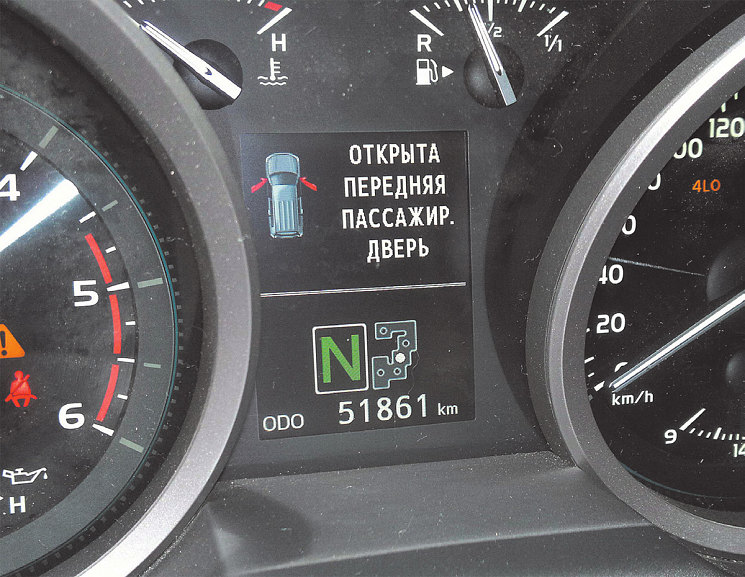 H
R
1/2
1/1
120
100
4LO
ОТКРЫТА
ПЕРЕДНЯЯ
ПАССАЖИР.
ДВЕРЬ
4
5
6
40
20
N
km/h
ODO 51861 km
9
H